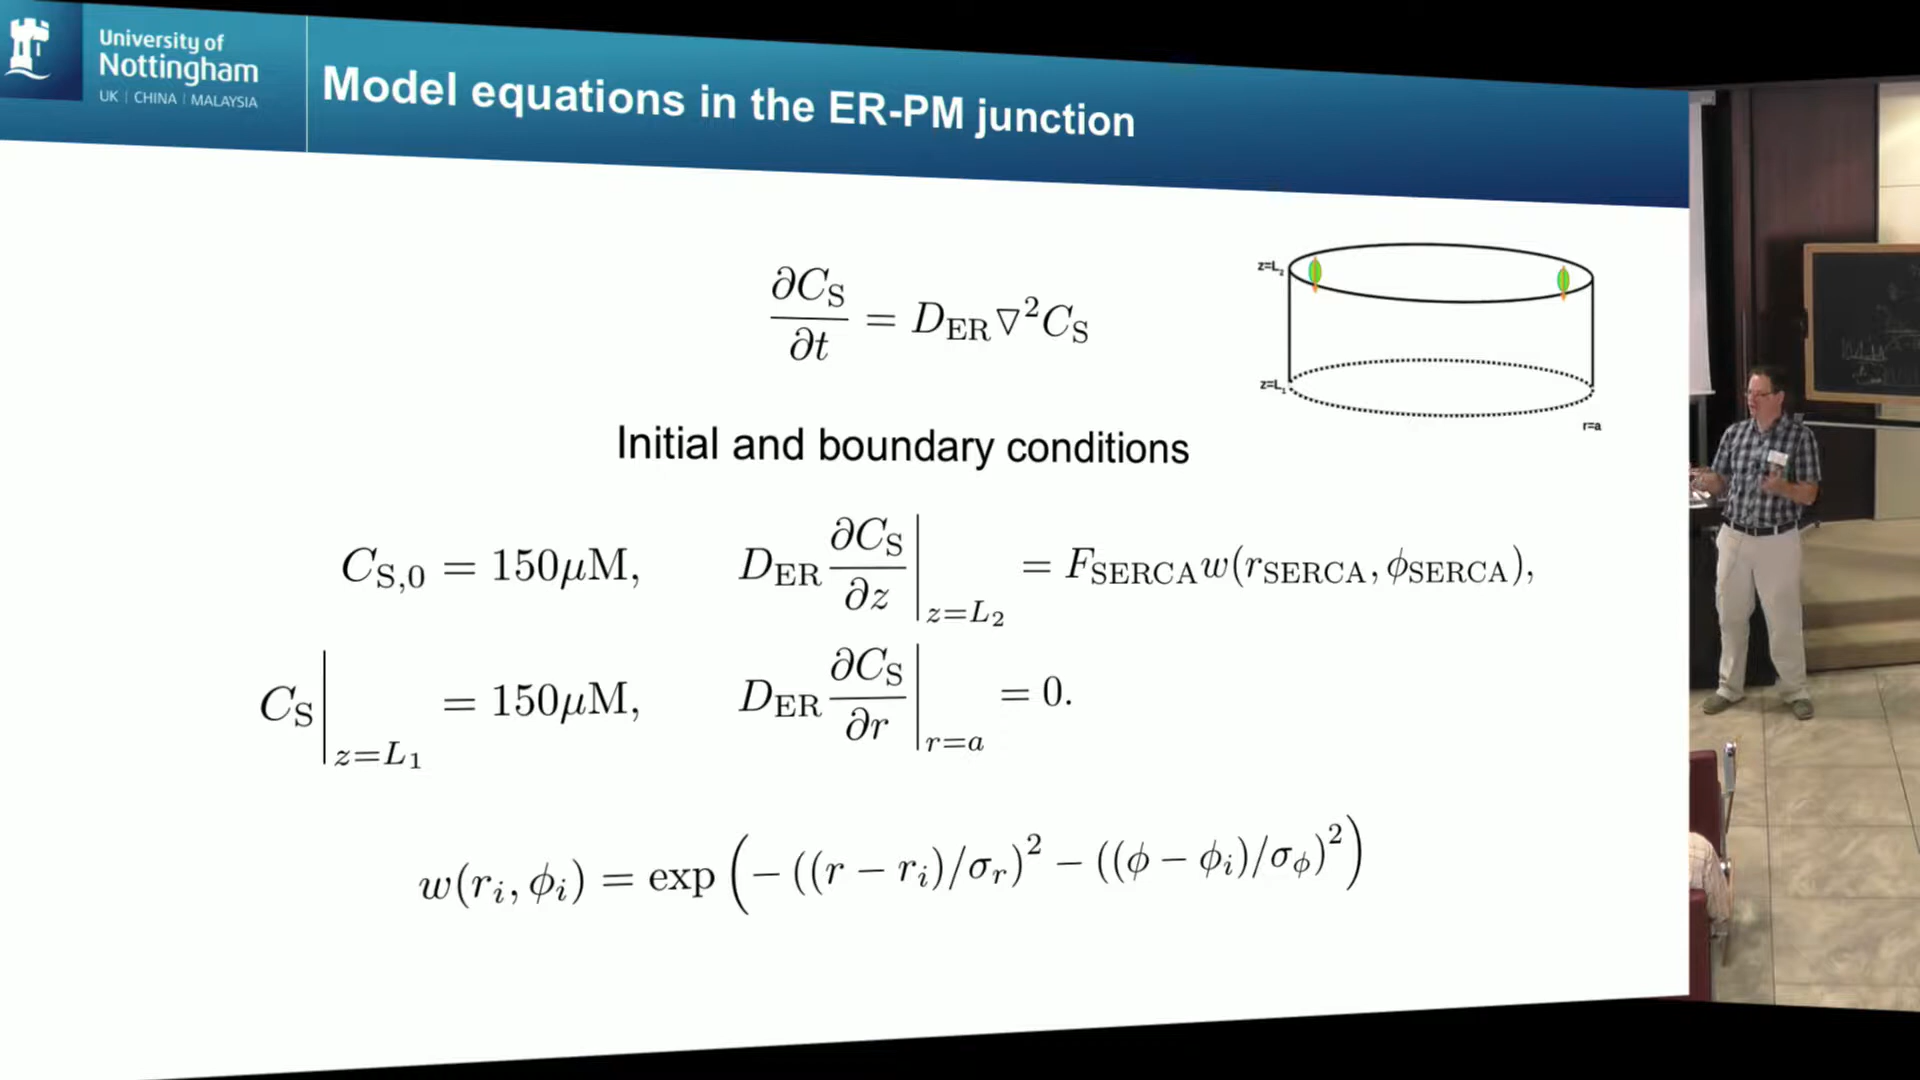 University of
Nottingham
UK | CHINA | MALAYSIA
Model equations in the ER-PM junction
∂C_S/∂t = D_ER ∇²C_S
z=L₂
z=L₁
r=a
Initial and boundary conditions
C_{S,0} = 150μM, D_ER ∂C_S/∂z |_{z=L₂} = F_SERCA w(r_SERCA, ϕ_SERCA),
C_S |_{z=L₁} = 150μM, D_ER ∂C_S/∂r |_{r=a} = 0.
w(r_i, ϕ_i) = exp (− ((r − r_i)/σ_r)² − ((ϕ − ϕ_i)/σ_ϕ)²)